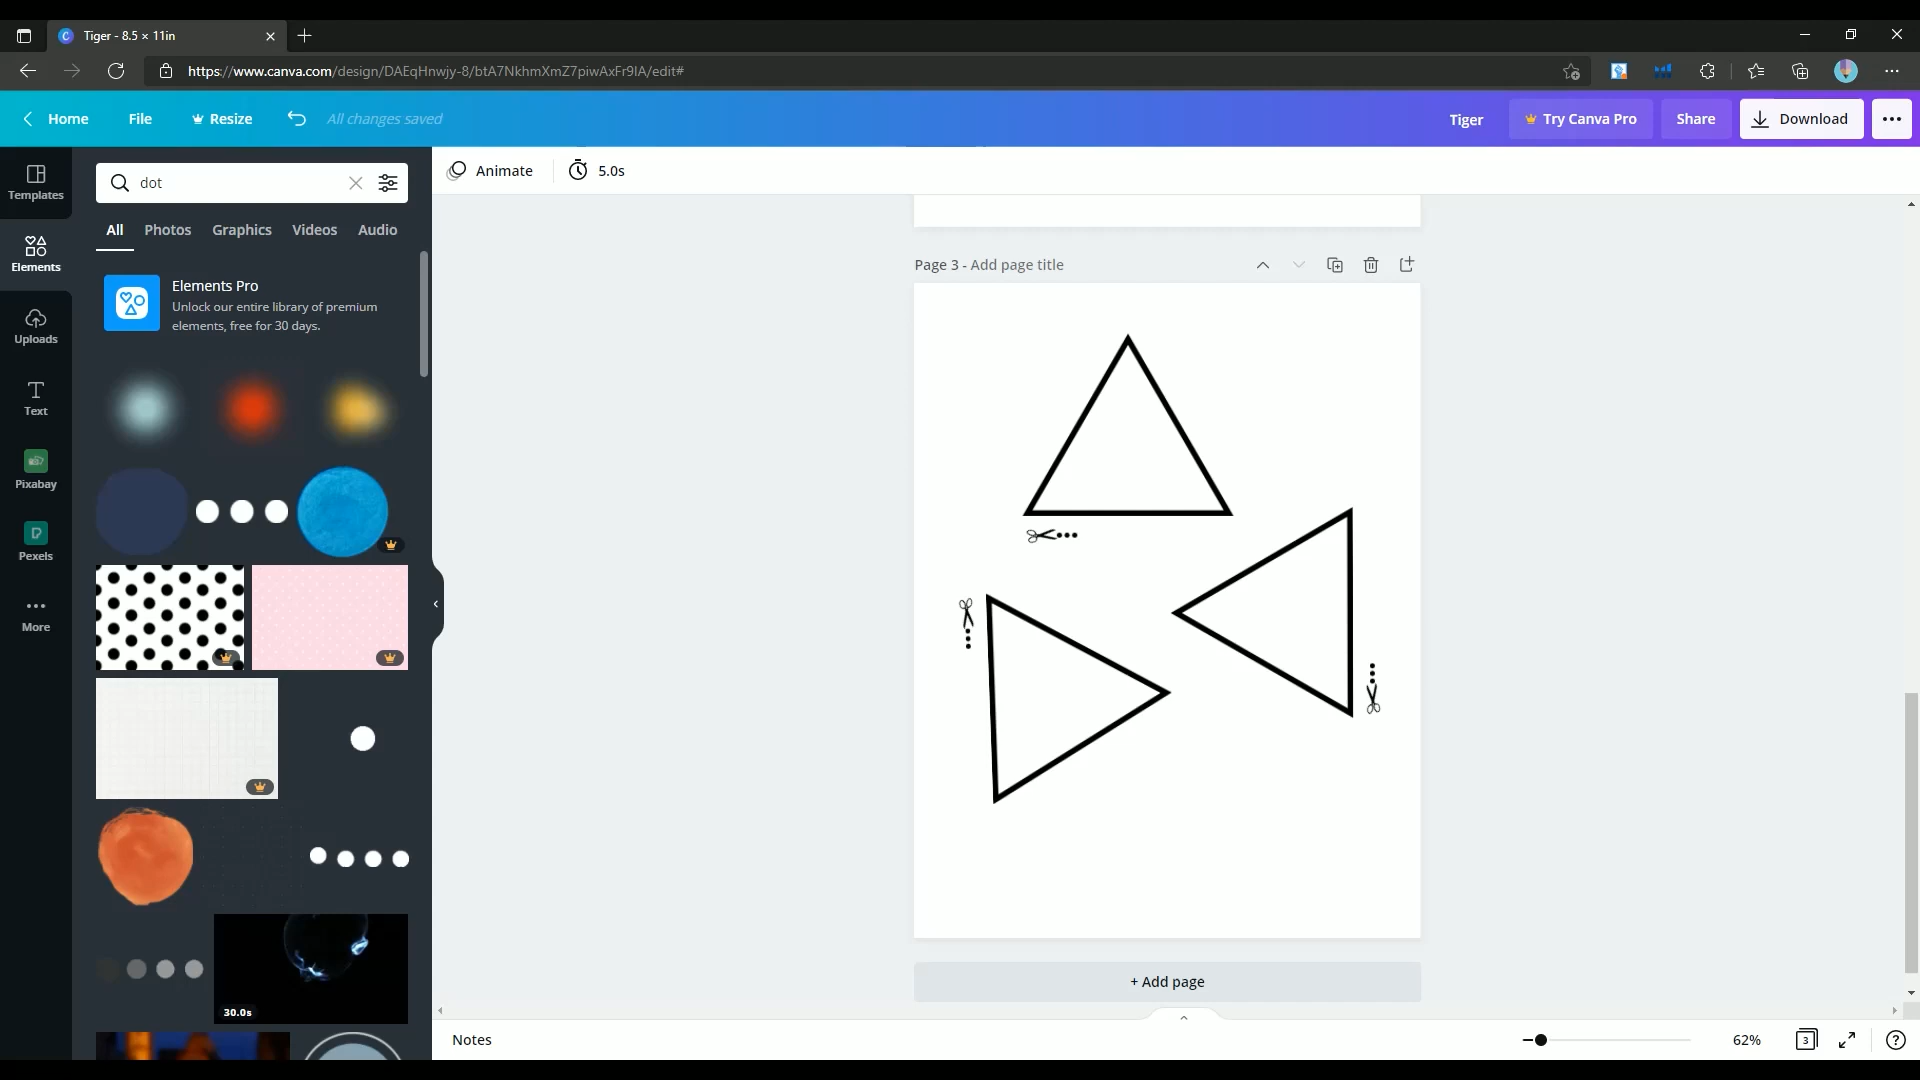 Tiger - 8.5 × 11in
https://www.canva.com/design/DAEqHnwjy-8/btA7NkhmXmZ7piwAxFr9IA/edit#
Home
File
Resize
All changes saved
Tiger
Try Canva Pro
Share
Download
Templates
Elements
Uploads
Text
Pixabay
Pexels
More
dot
All
Photos
Graphics
Videos
Audio
Elements Pro
Unlock our entire library of premium
elements, free for 30 days.
30.0s
Animate
5.0s
Page 3 - Add page title
+ Add page
Notes
62%
3